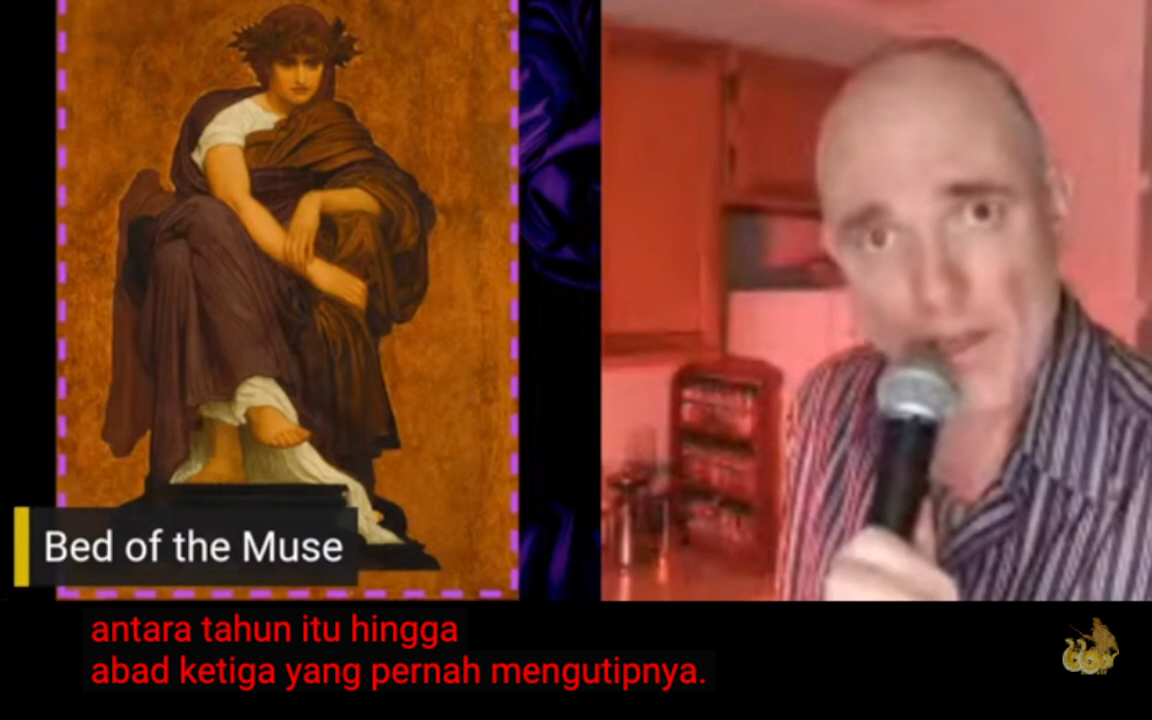 Bed of the Muse
antara tahun itu hingga
abad ketiga yang pernah mengutipnya.